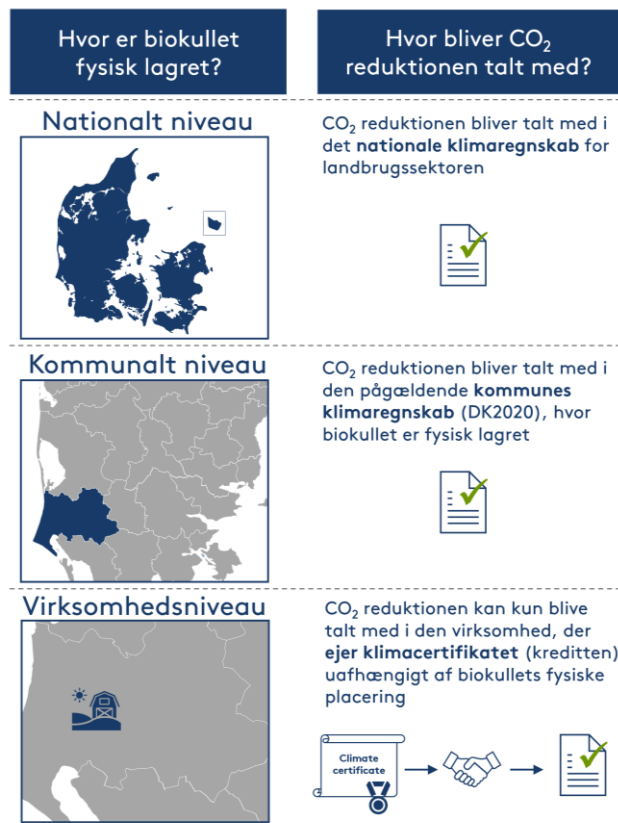 Hvor er biokullet
fysisk lagret?
Hvor bliver CO₂
reduktionen talt med?
Nationalt niveau
CO₂ reduktionen bliver talt med i
det nationale klimaregnskab for
landbrugssektoren
Kommunalt niveau
CO₂ reduktionen bliver talt med i
den pågældende kommunes
klimaregnskab (DK2020), hvor
biokullet er fysisk lagret
Virksomhedsniveau
CO₂ reduktionen kan kun blive
talt med i den virksomhed, der
ejer klimacertifikatet (kreditten)
uafhængigt af biokullets fysiske
placering
Climate
certificate